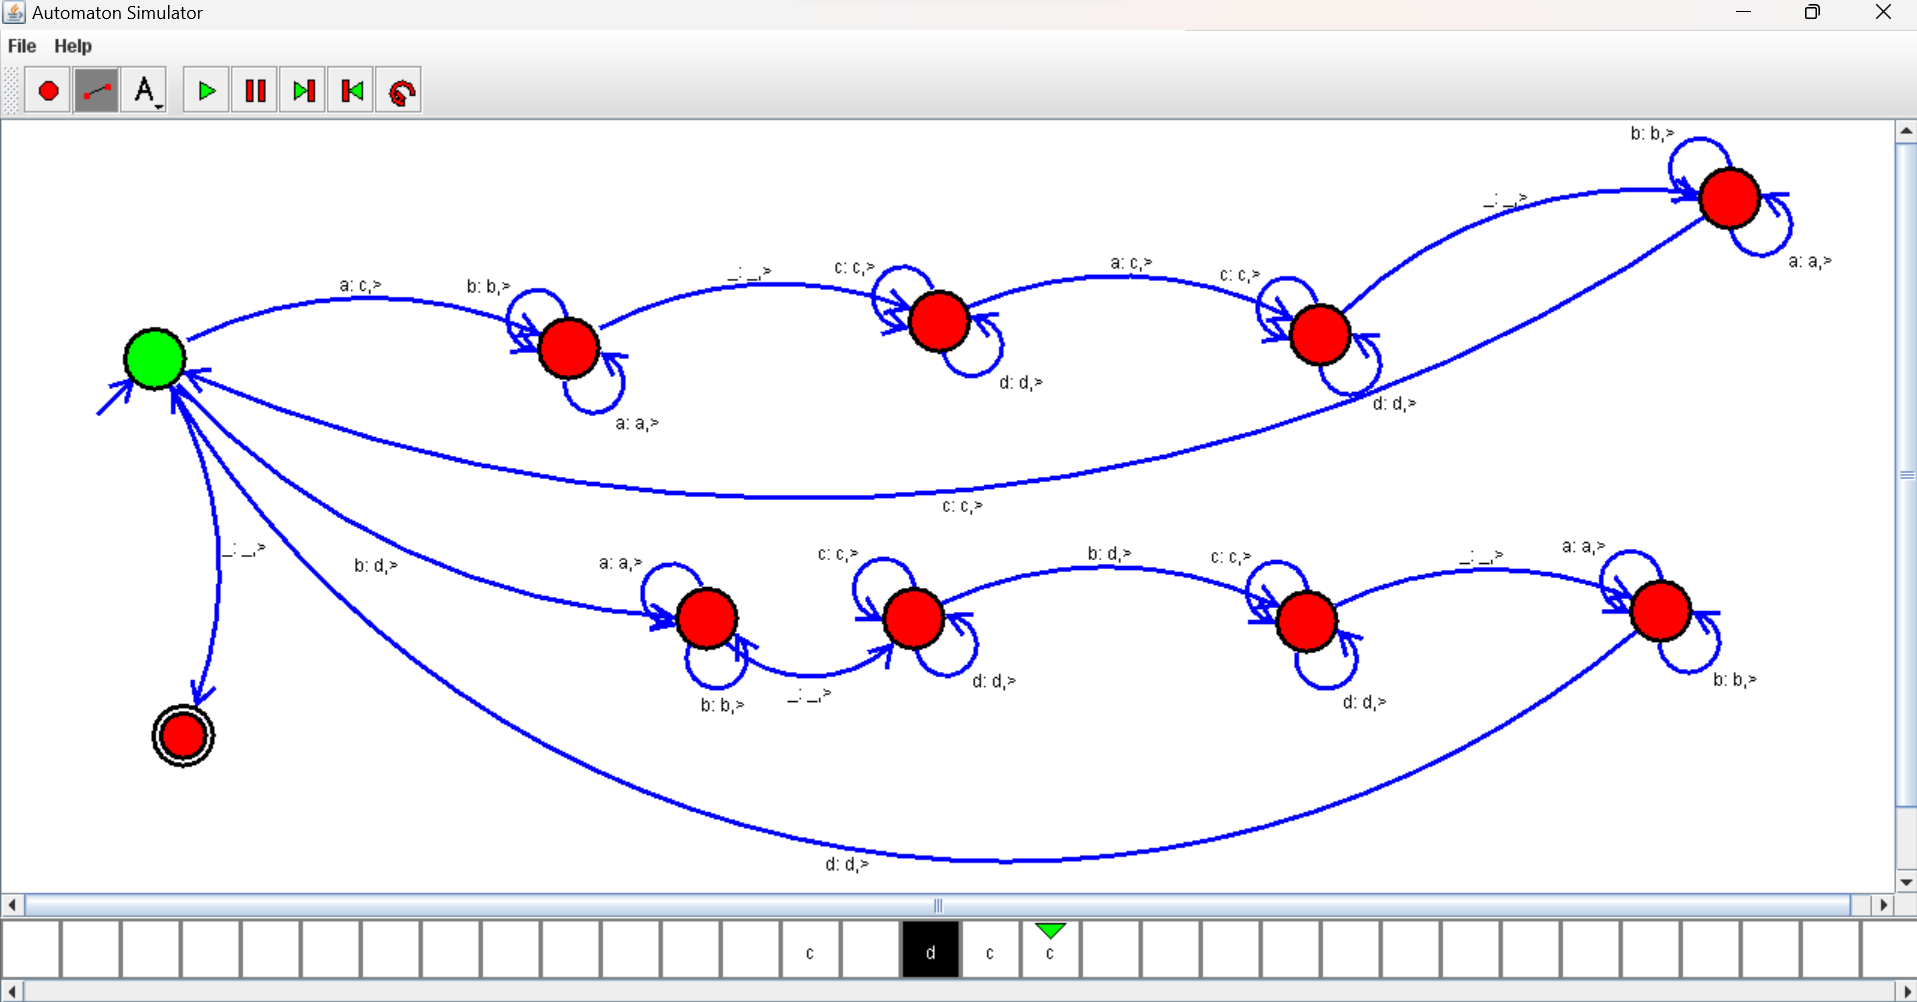 Automaton Simulator
File Help
A
b: b,>
_: _,>
a: a,>
a: c,>
c: c,>
c: c,>
_: _,>
b: b,>
a: c,>
d: d,>
d: d,>
a: a,>
c: c,>
_: _,>
b: d,>
a: a,>
c: c,>
b: d,>
c: c,>
_: _,>
a: a,>
b: b,>
_: _,>
d: d,>
d: d,>
b: b,>
d: d,>
c d c c